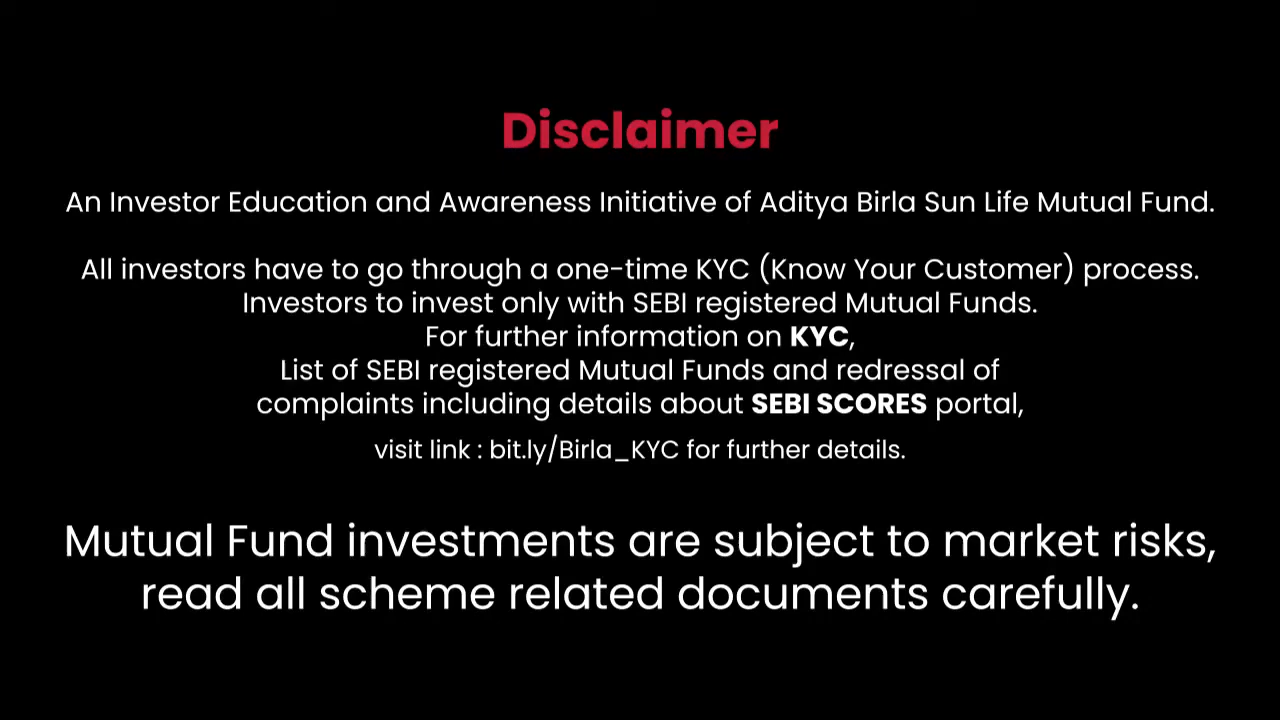 Disclaimer
An Investor Education and Awareness Initiative of Aditya Birla Sun Life Mutual Fund.
All investors have to go through a one-time KYC (Know Your Customer) process.
Investors to invest only with SEBI registered Mutual Funds.
For further information on KYC,
List of SEBI registered Mutual Funds and redressal of
complaints including details about SEBI SCORES portal,
visit link : bit.ly/Birla_KYC for further details.
Mutual Fund investments are subject to market risks,
read all scheme related documents carefully.